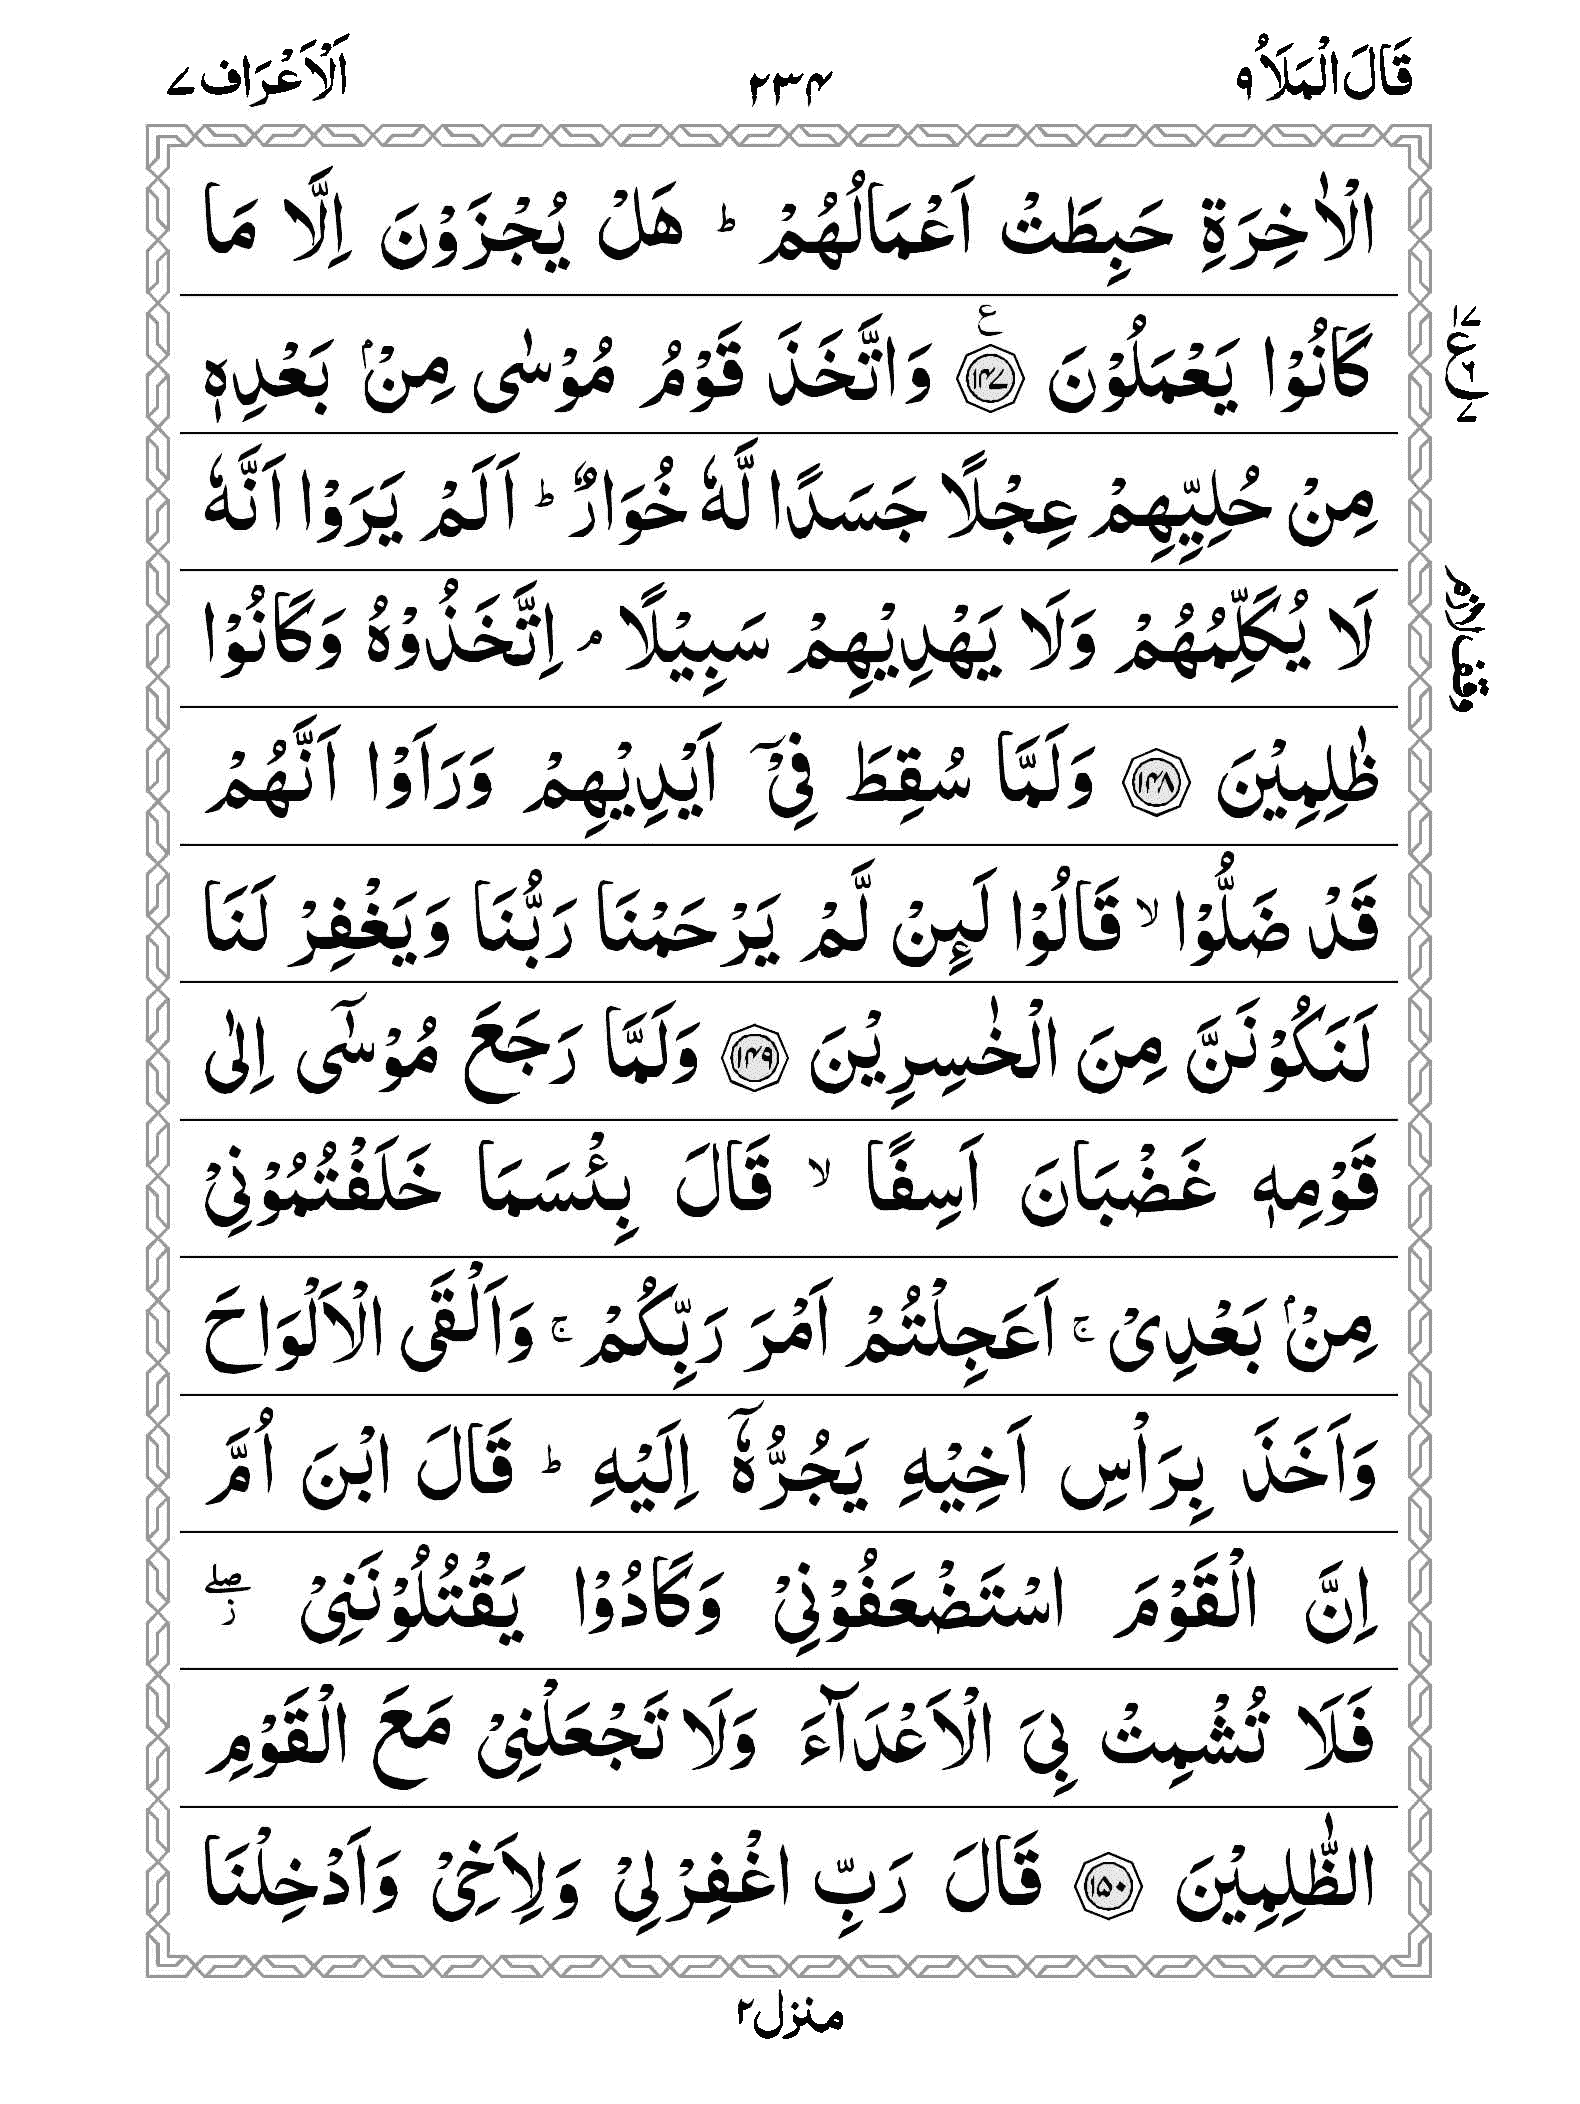 قَالَ الْمَلَاُ ٩
٢٣٤
اَلْاَعْرَاف ٧
الْاٰخِرَةِ حَبِطَتْ اَعْمَالُهُمْ ؕ هَلْ يُجْزَوْنَ اِلَّا مَا
كَانُوْا يَعْمَلُوْنَ ﴿١٤٧﴾ ع وَاتَّخَذَ قَوْمُ مُوْسٰى مِنْۢ بَعْدِهٖ
١٧
ع
٦
٧
مِنْ حُلِيِّهِمْ عِجْلًا جَسَدًا لَّهٗ خُوَارٌ ؕ اَلَمْ يَرَوْا اَنَّهٗ
لَا يُكَلِّمُهُمْ وَلَا يَهْدِيْهِمْ سَبِيْلًا ۘ اِتَّخَذُوْهُ وَكَانُوْا
وقف لازم
ظٰلِمِيْنَ ﴿١٤٨﴾ وَلَمَّا سُقِطَ فِيْۤ اَيْدِيْهِمْ وَرَاَوْا اَنَّهُمْ
قَدْ ضَلُّوْا ۙ قَالُوْا لَىِٕنْ لَّمْ يَرْحَمْنَا رَبُّنَا وَيَغْفِرْ لَنَا
لَنَكُوْنَنَّ مِنَ الْخٰسِرِيْنَ ﴿١٤٩﴾ وَلَمَّا رَجَعَ مُوْسٰۤى اِلٰى
قَوْمِهٖ غَضْبَانَ اَسِفًا ۙ قَالَ بِئْسَمَا خَلَفْتُمُوْنِيْ
مِنْۢ بَعْدِيْ ۚ اَعَجِلْتُمْ اَمْرَ رَبِّكُمْ ۚ وَاَلْقَى الْاَلْوَاحَ
وَاَخَذَ بِرَاْسِ اَخِيْهِ يَجُرُّهٗۤ اِلَيْهِ ؕ قَالَ ابْنَ اُمَّ
اِنَّ الْقَوْمَ اسْتَضْعَفُوْنِيْ وَكَادُوْا يَقْتُلُوْنَنِيْ ۖز
فَلَا تُشْمِتْ بِيَ الْاَعْدَآءَ وَلَا تَجْعَلْنِيْ مَعَ الْقَوْمِ
الظّٰلِمِيْنَ ﴿١٥٠﴾ قَالَ رَبِّ اغْفِرْ لِيْ وَلِاَخِيْ وَاَدْخِلْنَا
منزل ٢